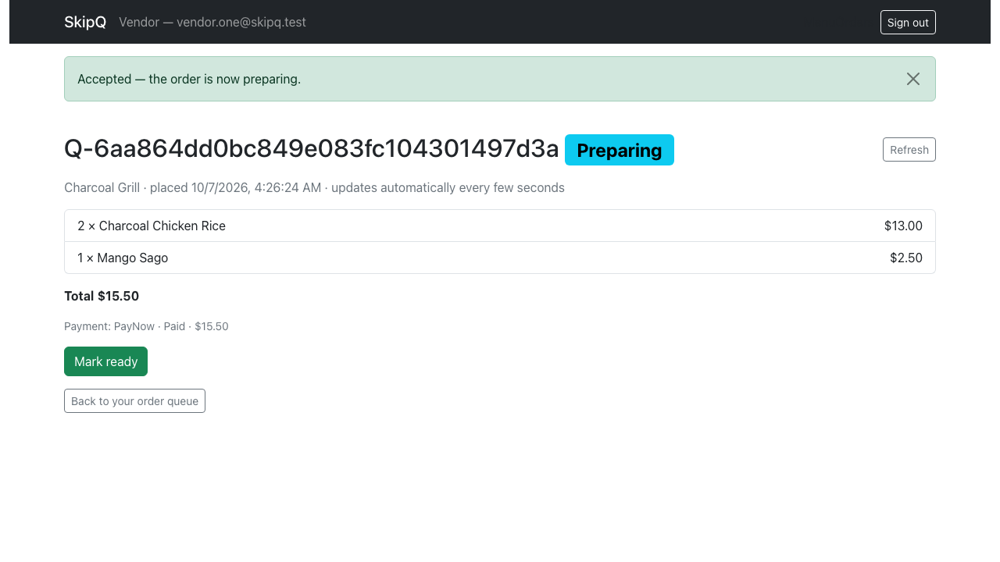 SkipQ Vendor — vendor.one@skipq.test Sign out
Accepted — the order is now preparing.
Q-6aa864dd0bc849e083fc104301497d3a Preparing Refresh
Charcoal Grill · placed 10/7/2026, 4:26:24 AM · updates automatically every few seconds
2 × Charcoal Chicken Rice $13.00
1 × Mango Sago $2.50
Total $15.50
Payment: PayNow · Paid · $15.50
Mark ready
Back to your order queue